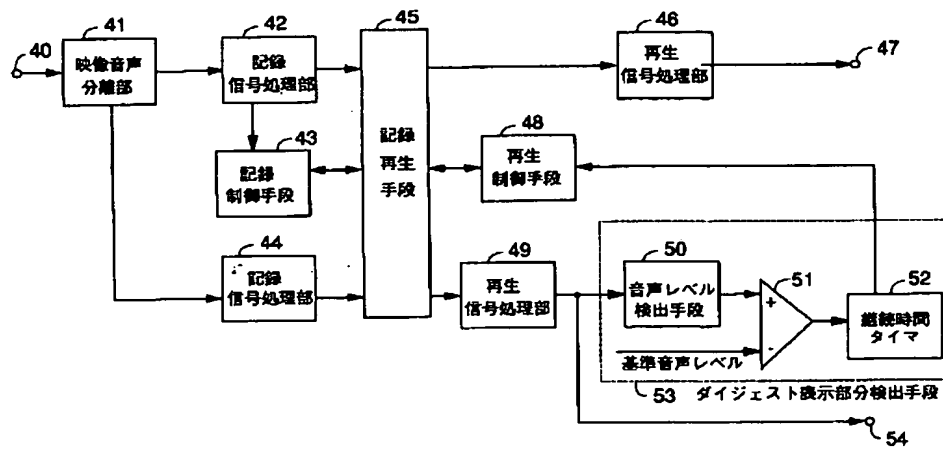 40
41
映像音声
分離部
42
記録
信号処理部
43
記録
制御手段
44
記録
信号処理部
45
記録
再生
手段
46
再生
信号処理部
47
48
再生
制御手段
49
再生
信号処理部
50
音声レベル
検出手段
51
+
-
基準音声レベル
52
継続時間
タイマ
53 ダイジェスト表示部分検出手段
54